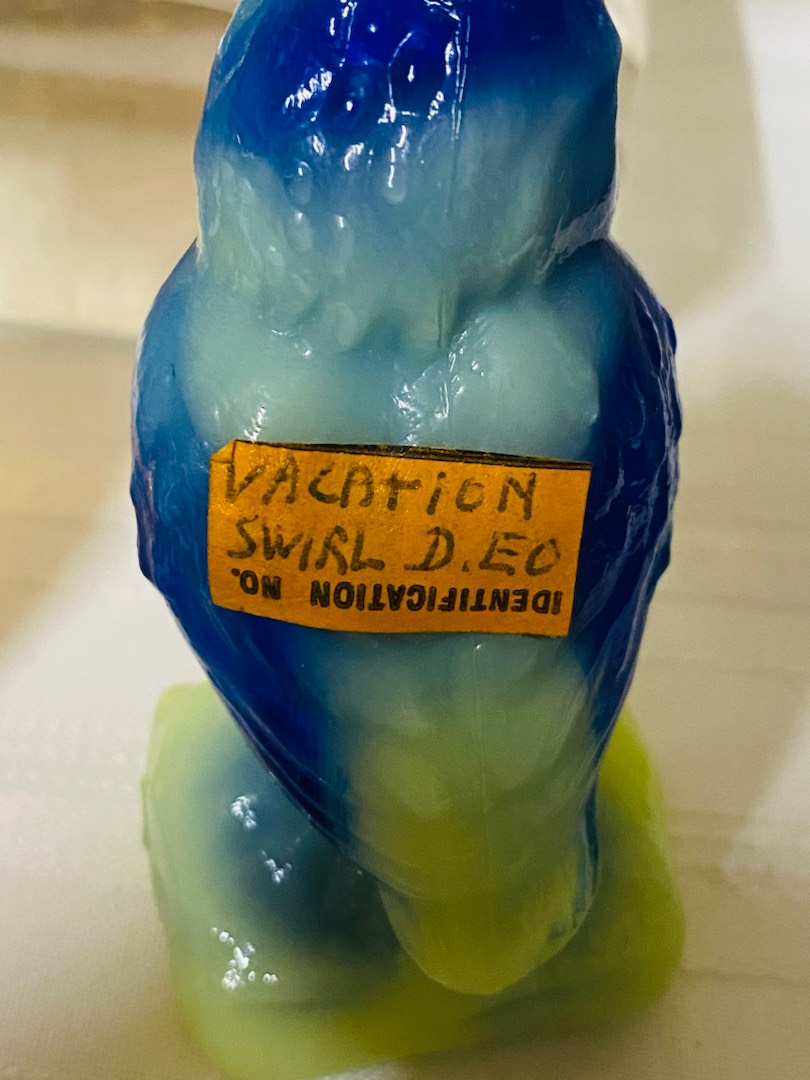 VACATION
SWIRL D.EO
IDENTIFICATION NO.